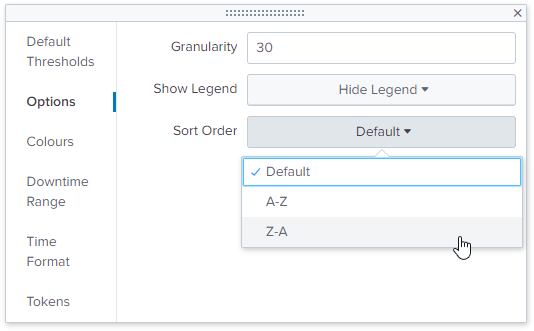 Default
Thresholds
Options
Colours
Downtime
Range
Time
Format
Tokens
Granularity
30
Show Legend
Hide Legend
Sort Order
Default
Default
A-Z
Z-A